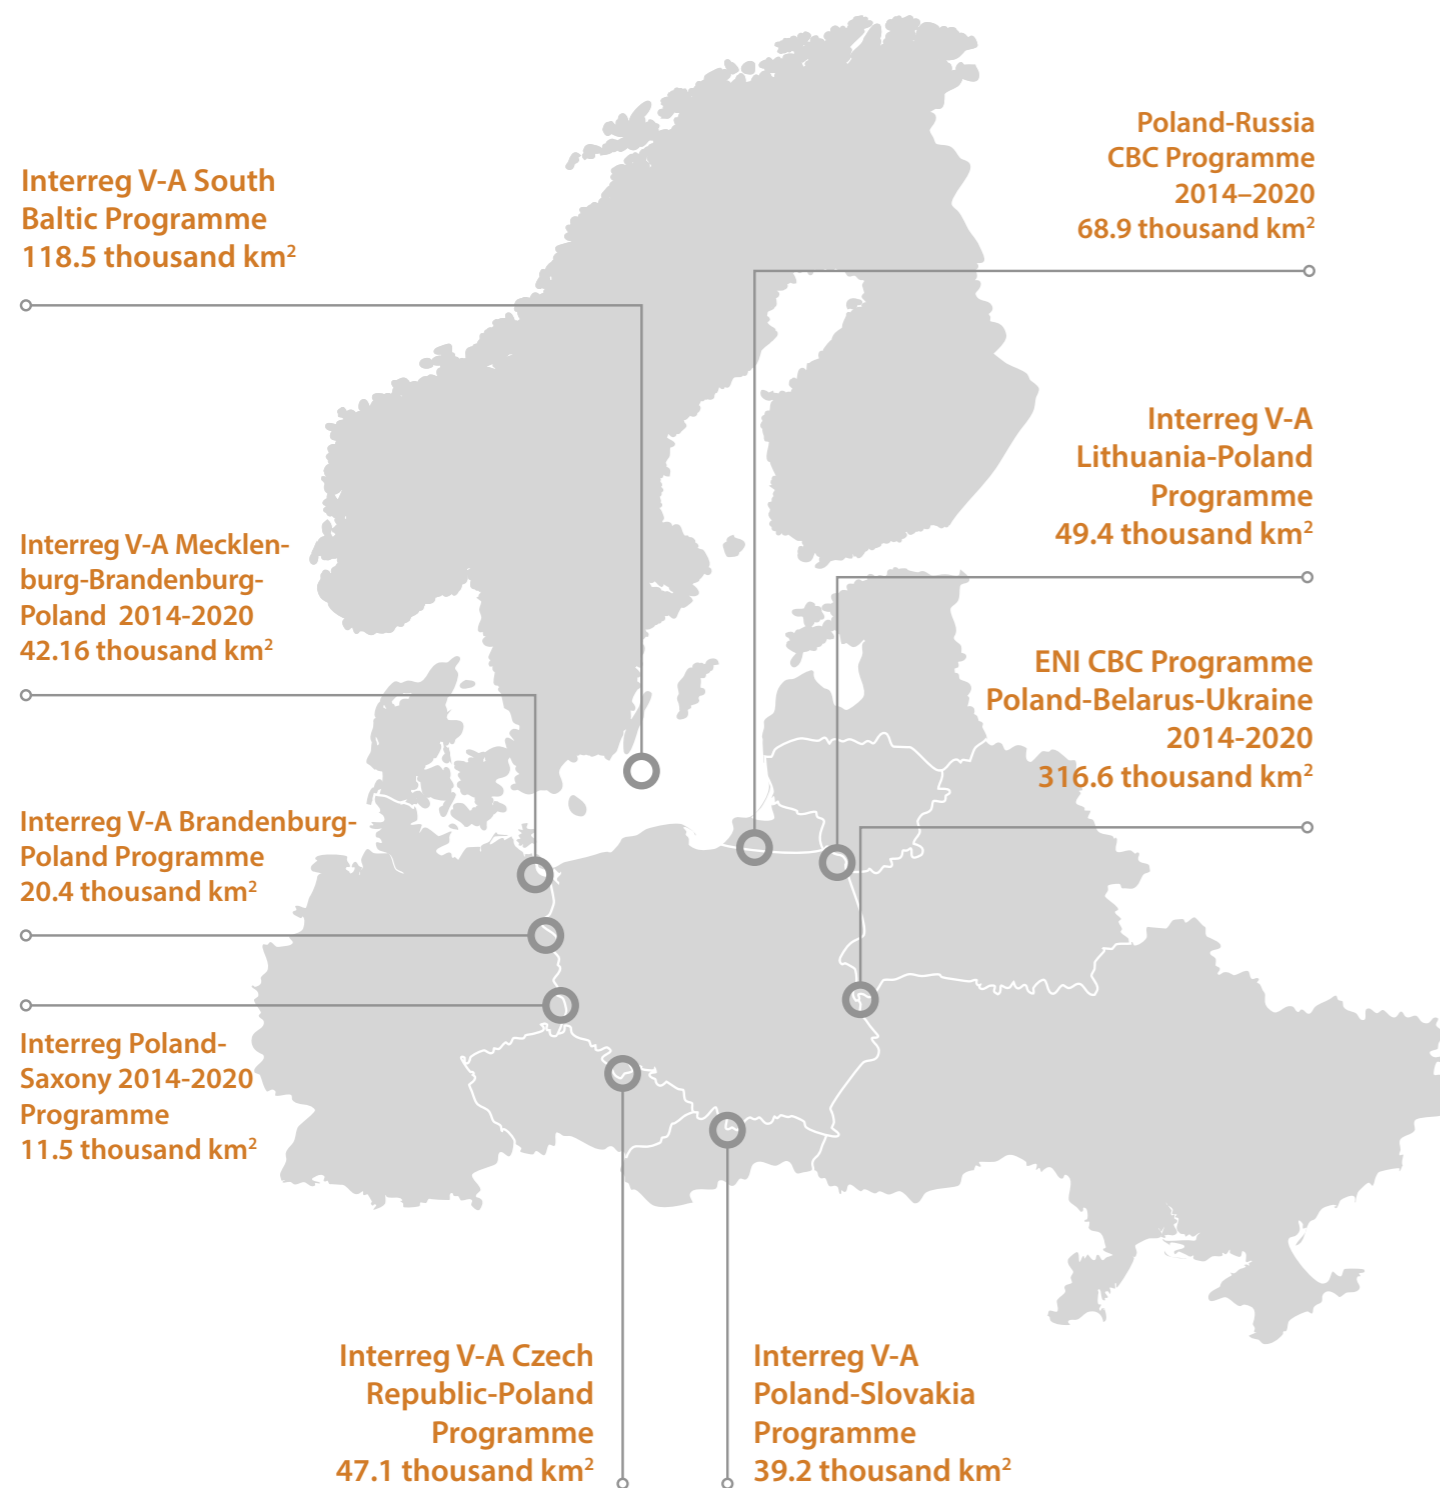 Interreg V-A South
Baltic Programme
118.5 thousand km²
Poland-Russia
CBC Programme
2014–2020
68.9 thousand km²
Interreg V-A
Lithuania-Poland
Programme
49.4 thousand km²
Interreg V-A Mecklen-
burg-Brandenburg-
Poland 2014-2020
42.16 thousand km²
ENI CBC Programme
Poland-Belarus-Ukraine
2014-2020
316.6 thousand km²
Interreg V-A Brandenburg-
Poland Programme
20.4 thousand km²
Interreg Poland-
Saxony 2014-2020
Programme
11.5 thousand km²
Interreg V-A Czech
Republic-Poland
Programme
47.1 thousand km²
Interreg V-A
Poland-Slovakia
Programme
39.2 thousand km²